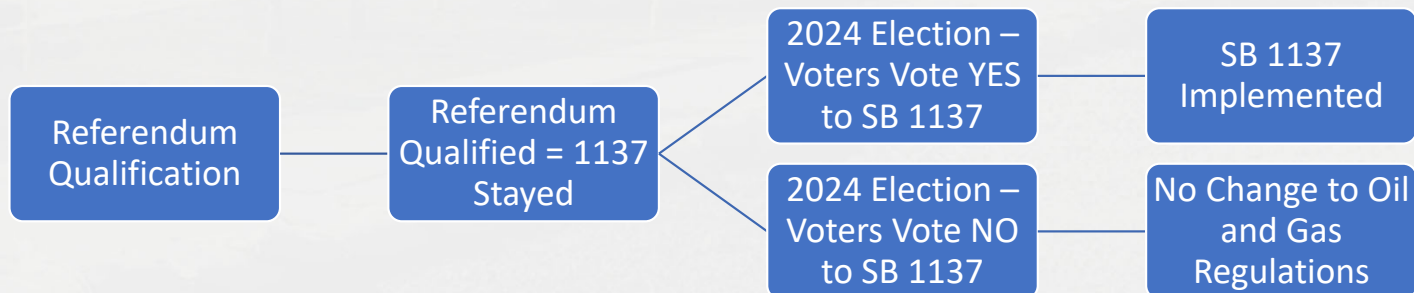 Referendum
Qualification
Referendum
Qualified = 1137
Stayed
2024 Election –
Voters Vote YES
to SB 1137
SB 1137
Implemented
2024 Election –
Voters Vote NO
to SB 1137
No Change to Oil
and Gas
Regulations